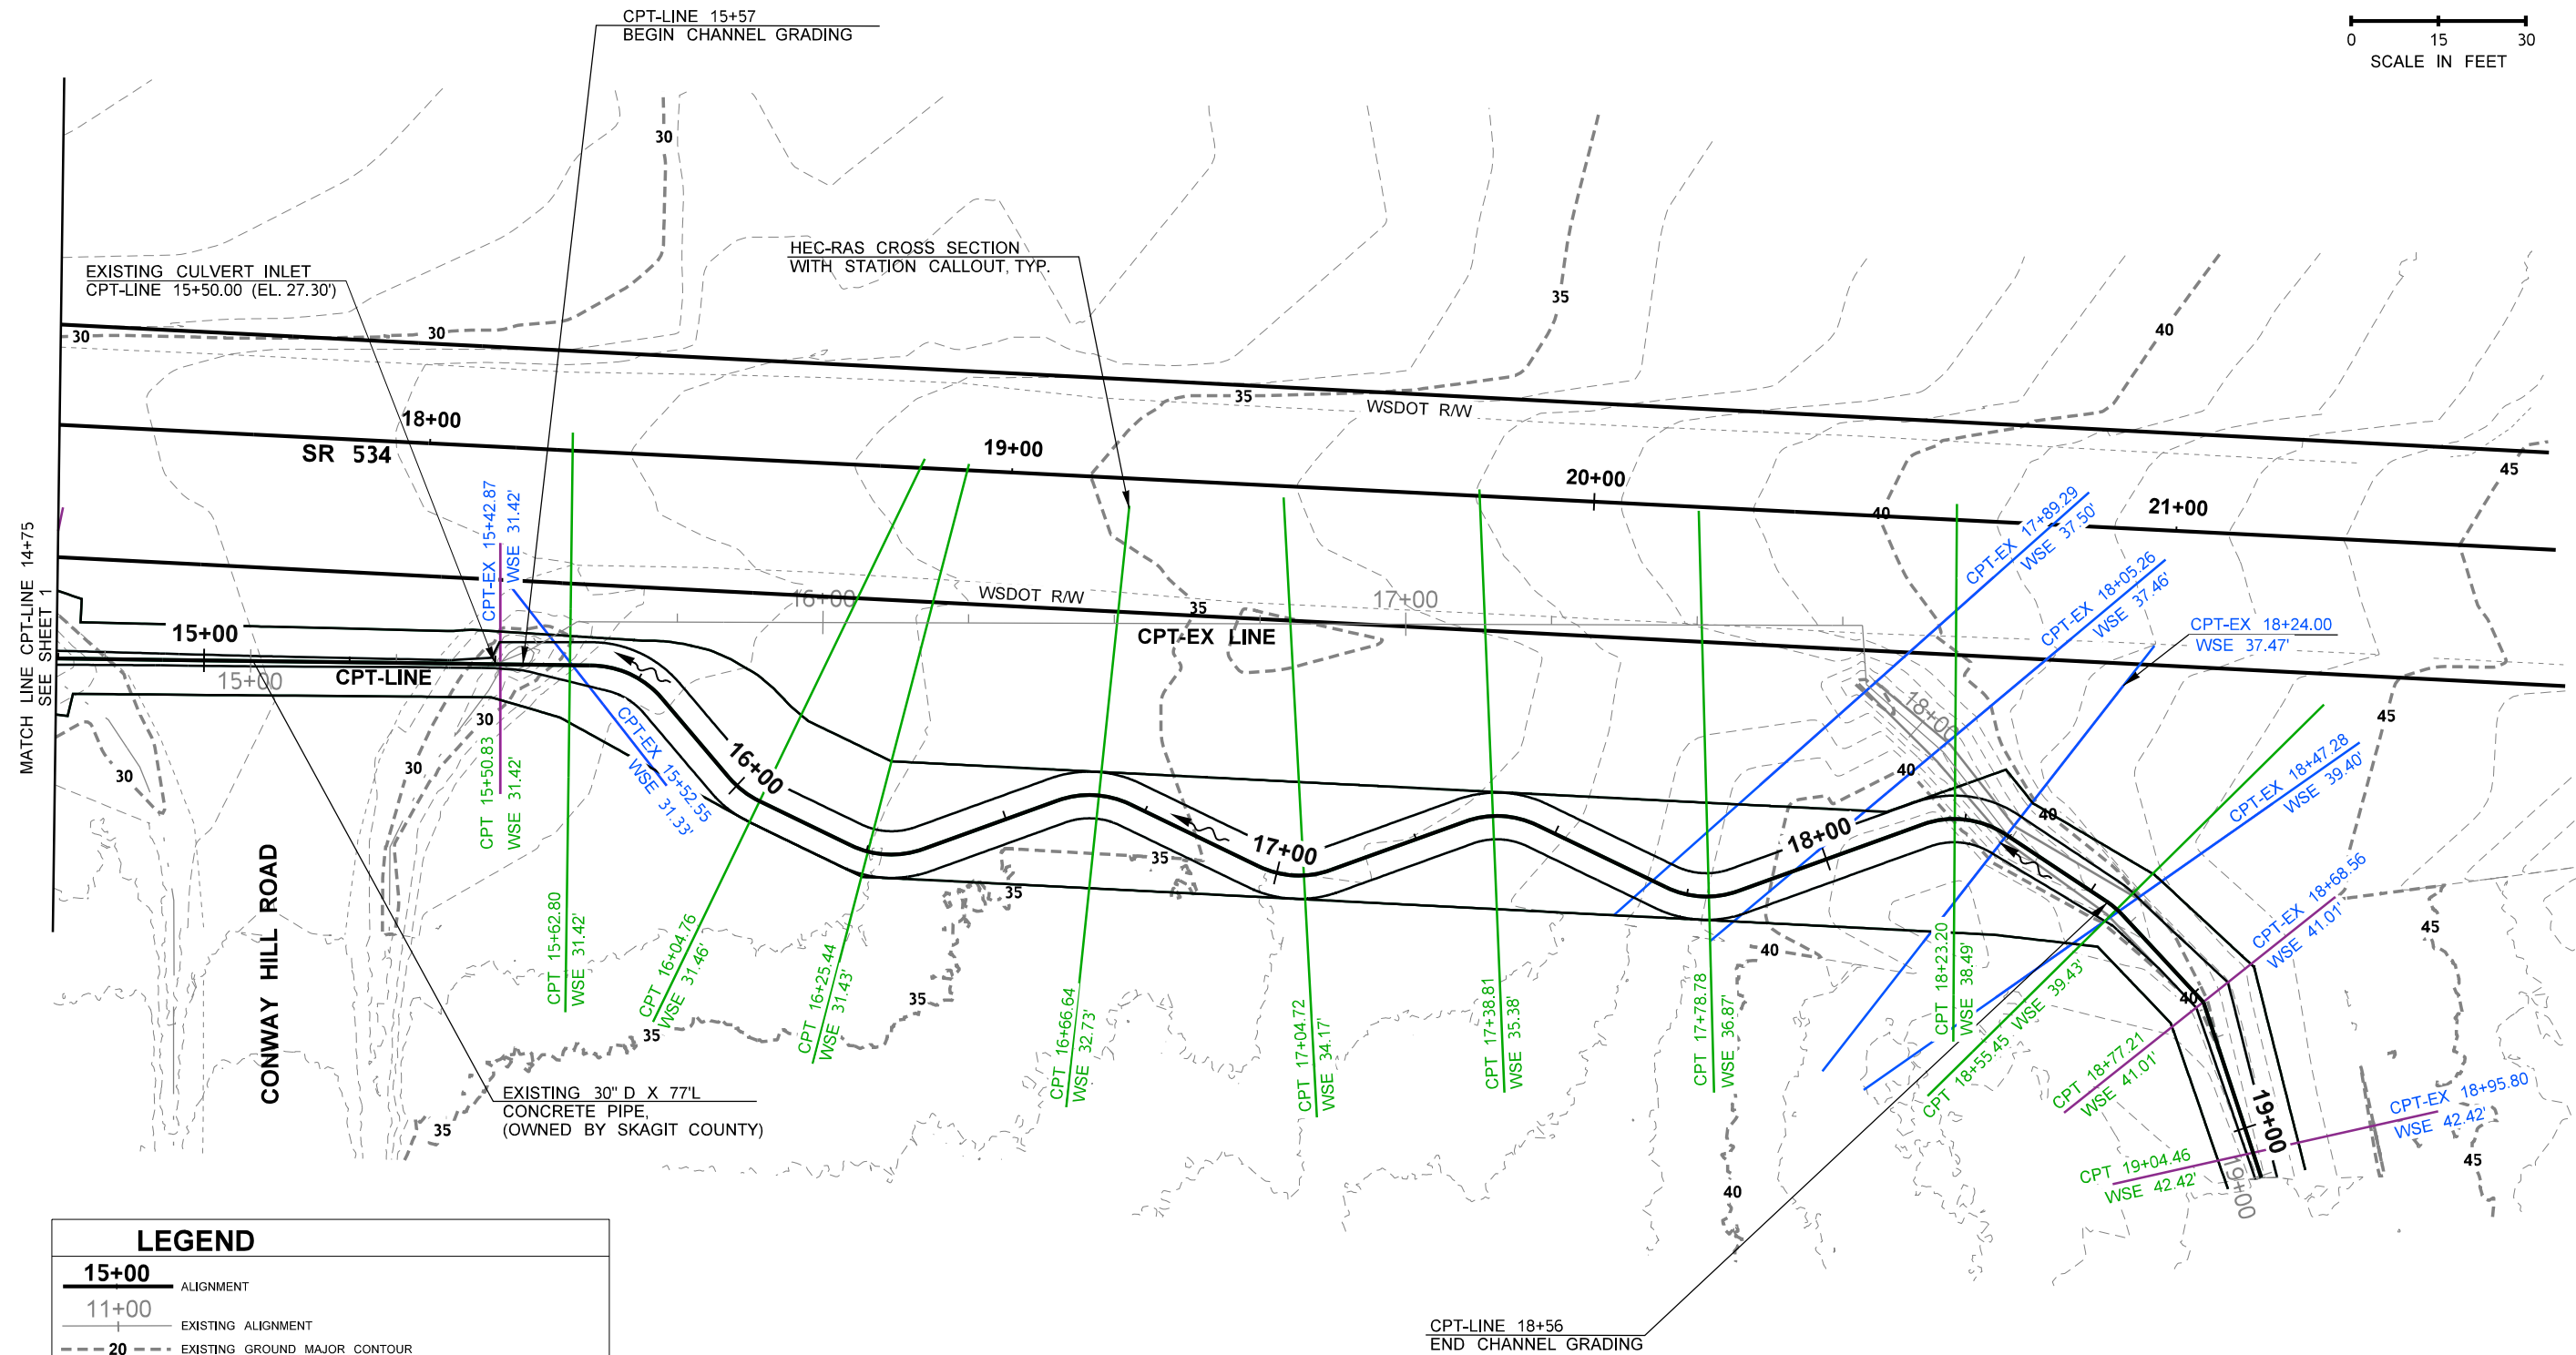 CPT-LINE 15+57
BEGIN CHANNEL GRADING
0 15 30
SCALE IN FEET
30
HEC-RAS CROSS SECTION
WITH STATION CALLOUT, TYP.
EXISTING CULVERT INLET
CPT-LINE 15+50.00 (EL. 27.30')
35
40
30
30
35
WSDOT R/W
18+00
SR 534
19+00
20+00
21+00
45
40
CPT-EX 15+42.87
WSE 31.42'
CPT-EX 17+89.29
WSE 37.50'
CPT-EX 18+05.26
WSE 37.46'
CPT-EX 18+24.00
WSE 37.47'
MATCH LINE CPT-LINE 14+75
SEE SHEET 1
WSDOT R/W
16+00
35
17+00
CPT-EX LINE
15+00
15+00
CPT-LINE
30
30
30
CPT-EX 15+52.55
WSE 31.33'
16+00
18+00
45
40
CPT-EX 18+47.28
WSE 39.40'
CPT 15+50.83
WSE 31.42'
17+00
18+00
40
35
35
CONWAY HILL ROAD
CPT 15+62.80
WSE 31.42'
CPT 16+04.76
WSE 31.46'
CPT 16+25.44
WSE 31.43'
CPT 16+66.64
WSE 32.73'
CPT 17+04.72
WSE 34.17'
CPT 17+38.81
WSE 35.38'
CPT 17+78.78
WSE 36.87'
CPT 18+23.20
WSE 38.49'
CPT 18+55.45 WSE 39.43'
CPT-EX 18+68.56
WSE 41.01'
CPT 18+77.21
WSE 41.01'
CPT-EX 18+95.80
WSE 42.42'
CPT 19+04.46
WSE 42.42'
19+00
19+00
40
40
45
45
40
35
35
35
EXISTING 30" D X 77'L
CONCRETE PIPE,
(OWNED BY SKAGIT COUNTY)
CPT-LINE 18+56
END CHANNEL GRADING
LEGEND
15+00
ALIGNMENT
11+00
EXISTING ALIGNMENT
20 EXISTING GROUND MAJOR CONTOUR